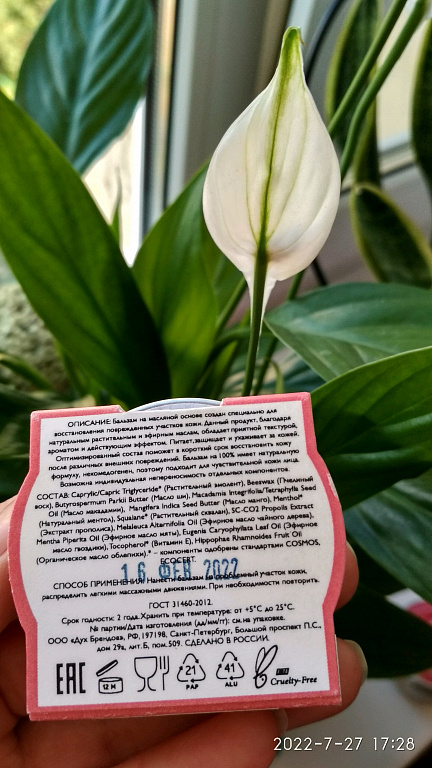 ОПИСАНИЕ: Бальзам на масляной основе создан специально для
восстановления повреждённых участков кожи. Данный продукт, благодаря
натуральным растительным и эфирным маслам, обладает приятной текстурой,
ароматом и действующим эффектом. Питает, защищает и ухаживает за кожей.
Оптимизированный состав поможет в короткий срок восстановить кожу
после различных внешних повреждений. Бальзам на 100% имеет натуральную
формулу, некомедогенен, поэтому подходит для чувствительной кожи лица.
Возможна индивидуальная непереносимость отдельных компонентов.
СОСТАВ: Caprylic/Capric Triglyceride* (Растительный эмолент), Beeswax (Пчелиный
воск), Butyrospermum Parkii Butter (Масло ши), Macadamia Integrifolia/Tetraphylla Seed
Oil (Масло макадамии), Mangifera Indica Seed Butter (Масло манго), Menthol*
(Натуральный ментол), Squalane* (Растительный сквалан), SC-CO2 Propolis Extract
(Экстракт прополиса), Melaleuca Alternifolia Oil (Эфирное масло чайного дерева),
Mentha Piperita Oil (Эфирное масло мяты), Eugenia Caryophyllata Leaf Oil (Эфирное
масло гвоздики), Tocopherol* (Витамин Е), Hippophae Rhamnoides Fruit Oil
(Органическое масло облепихи).* – компоненты одобрены стандартами COSMOS,
ECOCERT.
16 ФЕВ 2022
СПОСОБ ПРИМЕНЕНИЯ: Нанести бальзам на проблемный участок кожи,
распределить легкими массажными движениями. При необходимости повторить.
ГОСТ 31460-2012.
Срок годности: 2 года. Хранить при температуре: от +5°С до 25°С.
№ партии/Дата изготовления (дд/мм/гг): см. на упаковке.
ООО «Дух Брендов», РФ, 197198, Санкт-Петербург, Большой проспект П.С.,
дом 29а, лит. Б, пом. 509. СДЕЛАНО В РОССИИ.
EAC
12 M
21
PAP
41
ALU
Cruelty-Free
2022-7-27 17:28